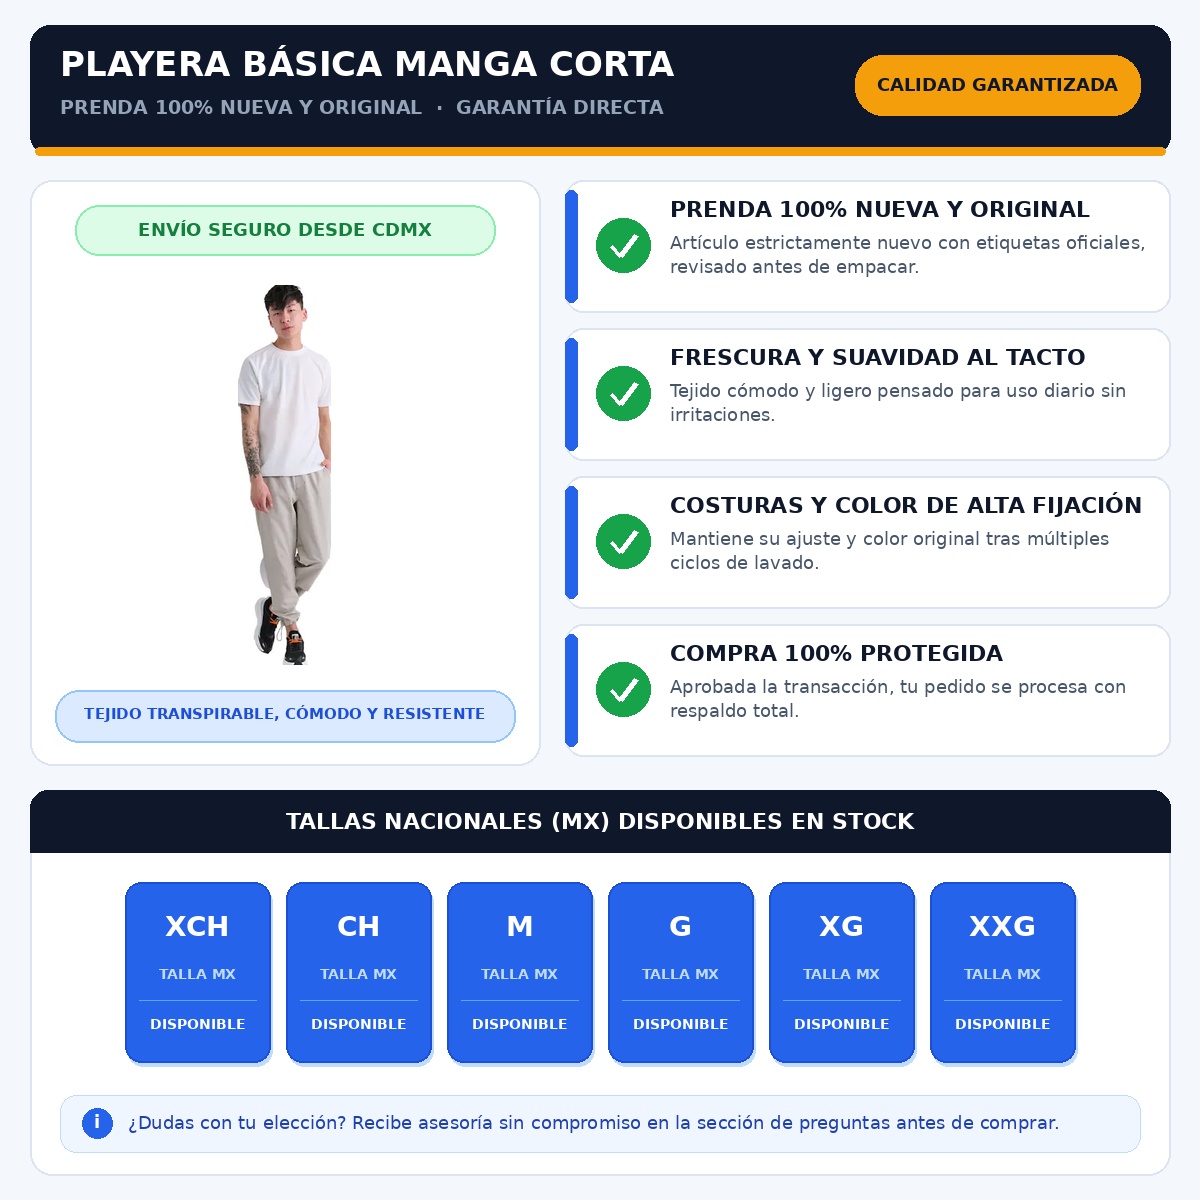 PLAYERA BÁSICA MANGA CORTA
PRENDA 100% NUEVA Y ORIGINAL · GARANTÍA DIRECTA
CALIDAD GARANTIZADA
ENVÍO SEGURO DESDE CDMX
TEJIDO TRANSPIRABLE, CÓMODO Y RESISTENTE
PRENDA 100% NUEVA Y ORIGINAL
Artículo estrictamente nuevo con etiquetas oficiales,
revisado antes de empacar.
FRESCURA Y SUAVIDAD AL TACTO
Tejido cómodo y ligero pensado para uso diario sin
irritaciones.
COSTURAS Y COLOR DE ALTA FIJACIÓN
Mantiene su ajuste y color original tras múltiples
ciclos de lavado.
COMPRA 100% PROTEGIDA
Aprobada la transacción, tu pedido se procesa con
respaldo total.
TALLAS NACIONALES (MX) DISPONIBLES EN STOCK
XCH
TALLA MX
DISPONIBLE
CH
TALLA MX
DISPONIBLE
M
TALLA MX
DISPONIBLE
G
TALLA MX
DISPONIBLE
XG
TALLA MX
DISPONIBLE
XXG
TALLA MX
DISPONIBLE
i
¿Dudas con tu elección? Recibe asesoría sin compromiso en la sección de preguntas antes de comprar.